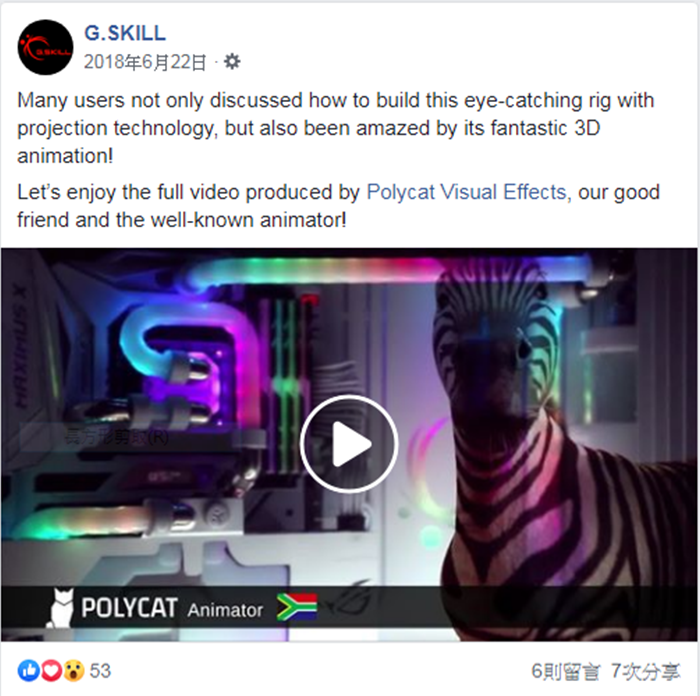 G.SKILL
2018年6月22日 ·
Many users not only discussed how to build this eye-catching rig with
projection technology, but also been amazed by its fantastic 3D
animation!
Let's enjoy the full video produced by Polycat Visual Effects, our good
friend and the well-known animator!
MAXIMUS X
POLYCAT Animator
53
6則留言 7次分享